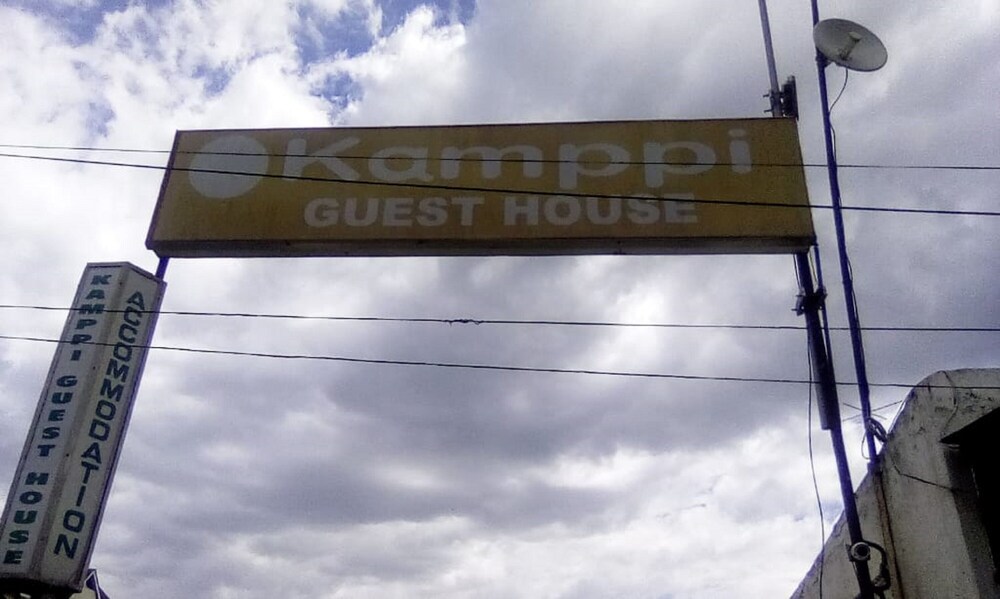 Kamppi
GUEST HOUSE
KAMPPI GUEST HOUSE
ACCOMMODATION